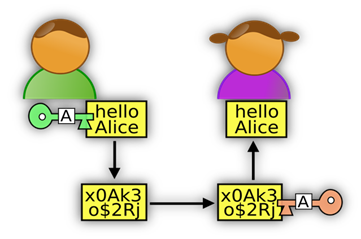 A
hello
Alice
hello
Alice
x0Ak3
o$2Rj
x0Ak3
o$2Rj
A